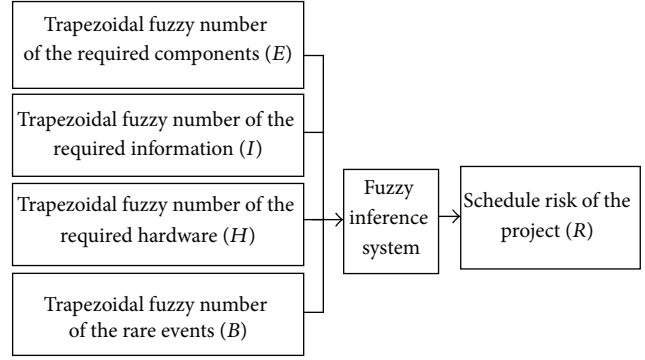 Trapezoidal fuzzy number
of the required components (E)
Trapezoidal fuzzy number of the
required information (I)
Trapezoidal fuzzy number of the
required hardware (H)
Trapezoidal fuzzy number
of the rare events (B)
Fuzzy
inference
system
Schedule risk of the
project (R)